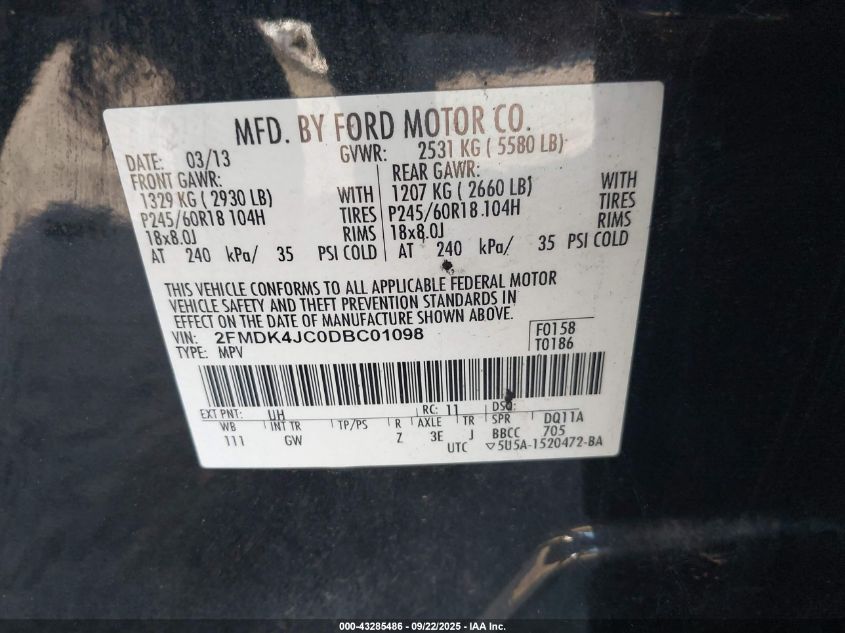 MFD. BY FORD MOTOR CO.
DATE: 03/13 GVWR: 2531 KG ( 5580 LB)
FRONT GAWR: REAR GAWR:
1329 KG ( 2930 LB) WITH 1207 KG ( 2660 LB) WITH
P245/60R18 104H TIRES P245/60R18 104H TIRES
18x8.0J RIMS 18x8.0J RIMS
AT 240 kPa/ 35 PSI COLD AT 240 kPa/ 35 PSI COLD
THIS VEHICLE CONFORMS TO ALL APPLICABLE FEDERAL MOTOR
VEHICLE SAFETY AND THEFT PREVENTION STANDARDS IN
EFFECT ON THE DATE OF MANUFACTURE SHOWN ABOVE.
VIN: 2FMDK4JC0DBC01098 F0158
TYPE: MPV T0186
EXT PNT: UH RC: 11 DSO:
WB INT TR TP/PS R AXLE TR SPR DQ11A
111 GW Z 3E J BBCC 705
UTC ▽5U5A-1520472-BA
000-43285486 - 09/22/2025 - IAA Inc.